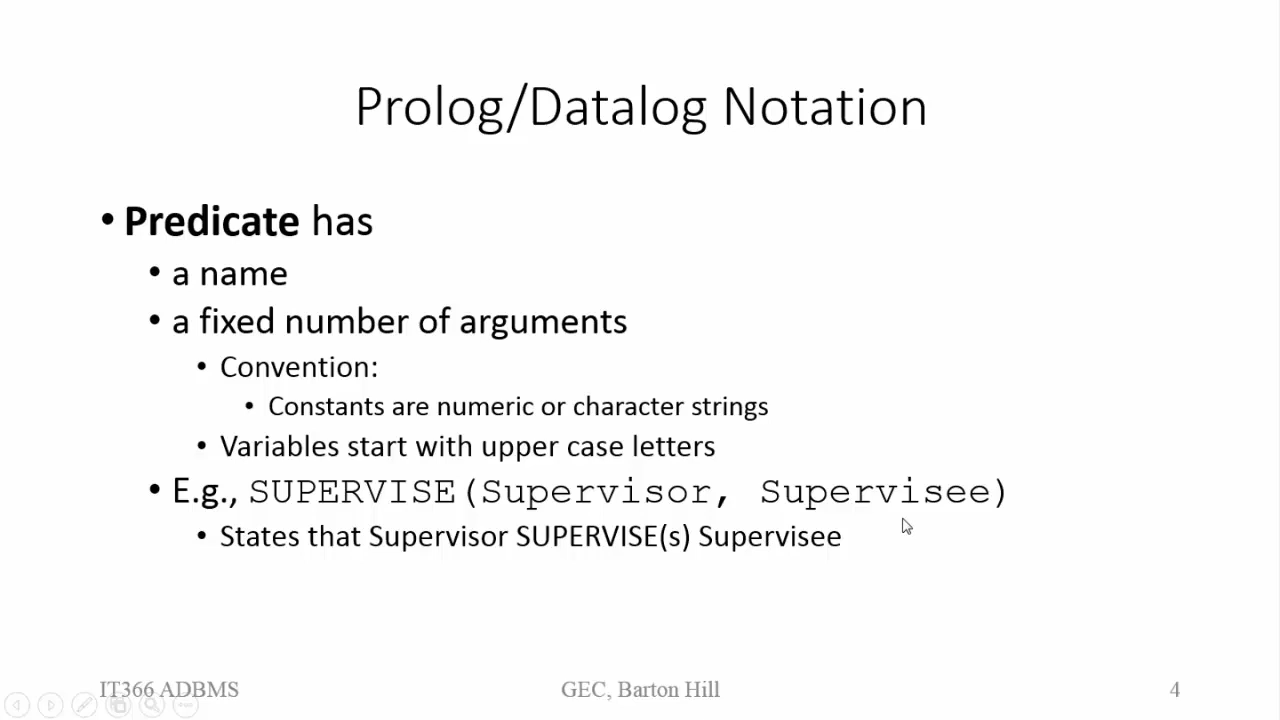 Prolog/Datalog Notation
• Predicate has
• a name
• a fixed number of arguments
• Convention:
• Constants are numeric or character strings
• Variables start with upper case letters
• E.g., SUPERVISE(Supervisor, Supervisee)
• States that Supervisor SUPERVISE(s) Supervisee
IT366 ADBMS
GEC, Barton Hill
4